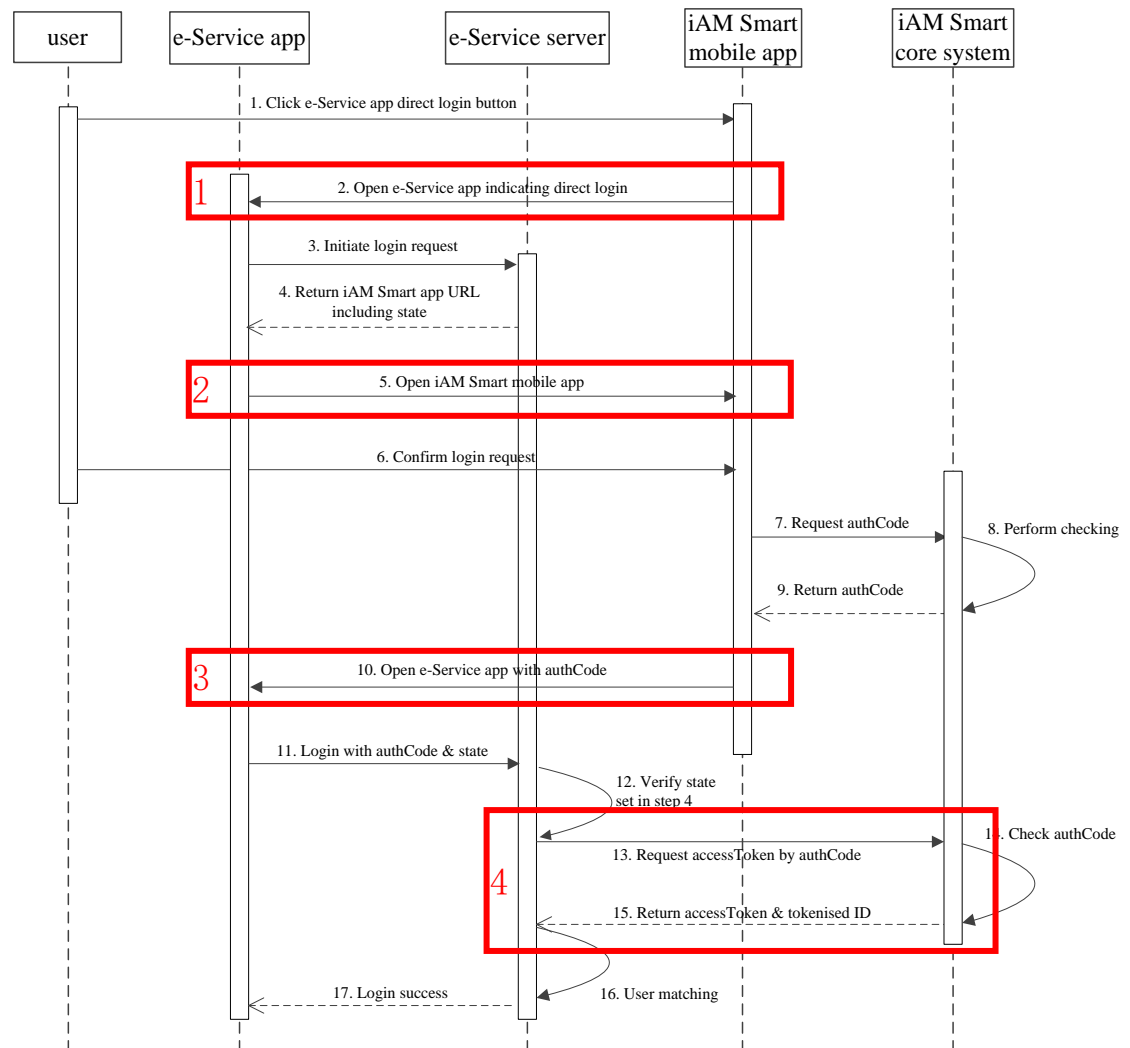 user
e-Service app
e-Service server
iAM Smart
mobile app
iAM Smart
core system
1. Click e-Service app direct login button
1
2. Open e-Service app indicating direct login
3. Initiate login request
4. Return iAM Smart app URL
including state
2
5. Open iAM Smart mobile app
6. Confirm login request
7. Request authCode
8. Perform checking
9. Return authCode
3
10. Open e-Service app with authCode
11. Login with authCode & state
12. Verify state
set in step 4
4
13. Request accessToken by authCode
14. Check authCode
15. Return accessToken & tokenised ID
16. User matching
17. Login success